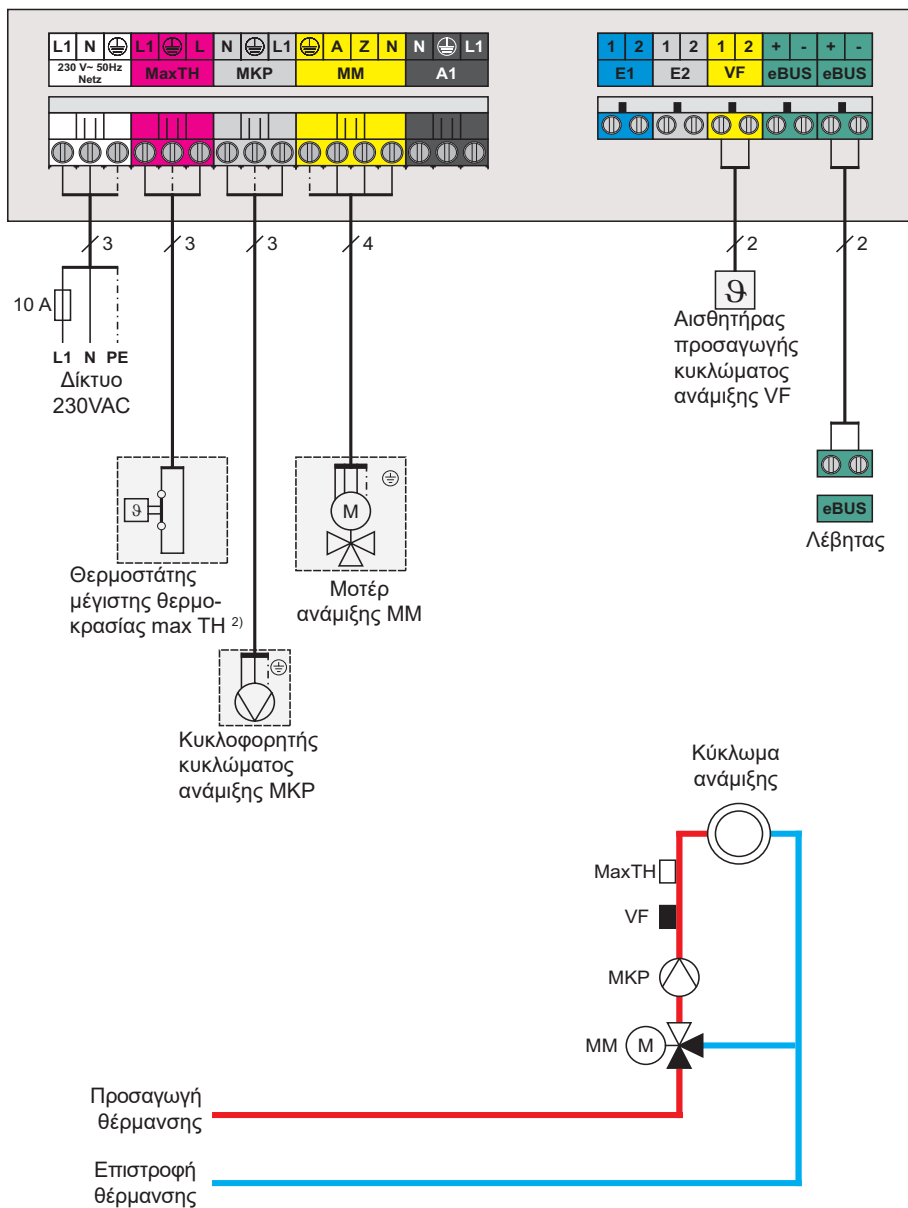 L1 N L1 L N L1 A Z N N L1 1 2 1 2 1 2 + - + -
230 V~ 50Hz
Netz
MaxTH MKP MM A1 E1 E2 VF eBUS eBUS
3 3 3 4 2 2
10 A
L1 N PE
Δίκτυο
230VAC
ϑ
Αισθητήρας
προσαγωγής
κυκλώματος
ανάμιξης VF
ϑ
M
eBUS
Λέβητας
Θερμοστάτης
μέγιστης θερμο-
κρασίας max TH 2)
Μοτέρ
ανάμιξης MM
Κυκλοφορητής
κυκλώματος
ανάμιξης MKP
Κύκλωμα
ανάμιξης
MaxTH
VF
MKP
MM M
Προσαγωγή
θέρμανσης
Επιστροφή
θέρμανσης